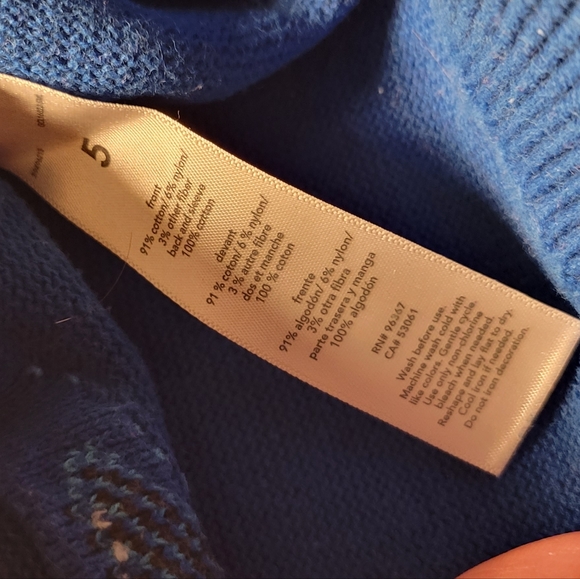 5
front
91% cotton/ 6% nylon/
3% other fiber
back and sleeve
100% cotton
davant
91 % coton/ 6 % nylon/
3 % autre fibre
dos et manche
100 % coton
frente
91% algodón/ 6% nylon/
3% otra fibra
parte trasera y manga
100% algodón
RN# 96367
CA# 53061
Wash before use.
Machine wash cold with
like colors. Gentle cycle.
Use only non-chlorine
bleach when needed.
Reshape and lay flat to dry.
Cool iron if needed.
Do not iron decoration.